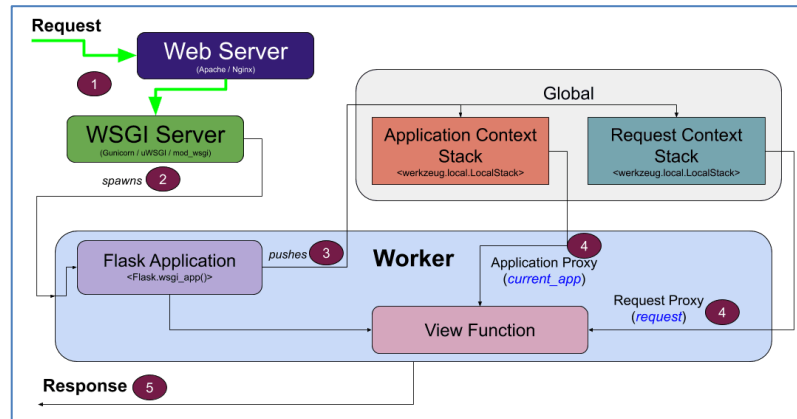 Request
Web Server
(Apache / Nginx)
1
WSGI Server
(Gunicorn / uWSGI / mod_wsgi)
spawns
2
Global
Application Context
Stack
<werkzeug.local.LocalStack>
Request Context
Stack
<werkzeug.local.LocalStack>
Flask Application
<Flask.wsgi_app()>
pushes
3
Worker
4
Application Proxy
(current_app)
Request Proxy
(request)
4
View Function
Response
5